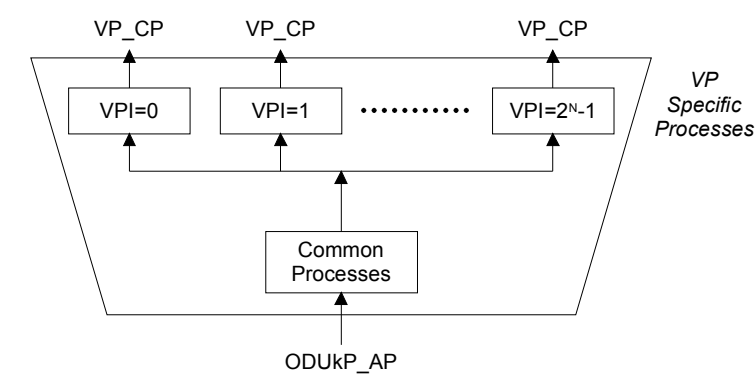 VP_CP VP_CP VP_CP
VPI=0 VPI=1 ........... VPI=2ᴺ-1
VP
Specific
Processes
Common
Processes
ODUkP_AP